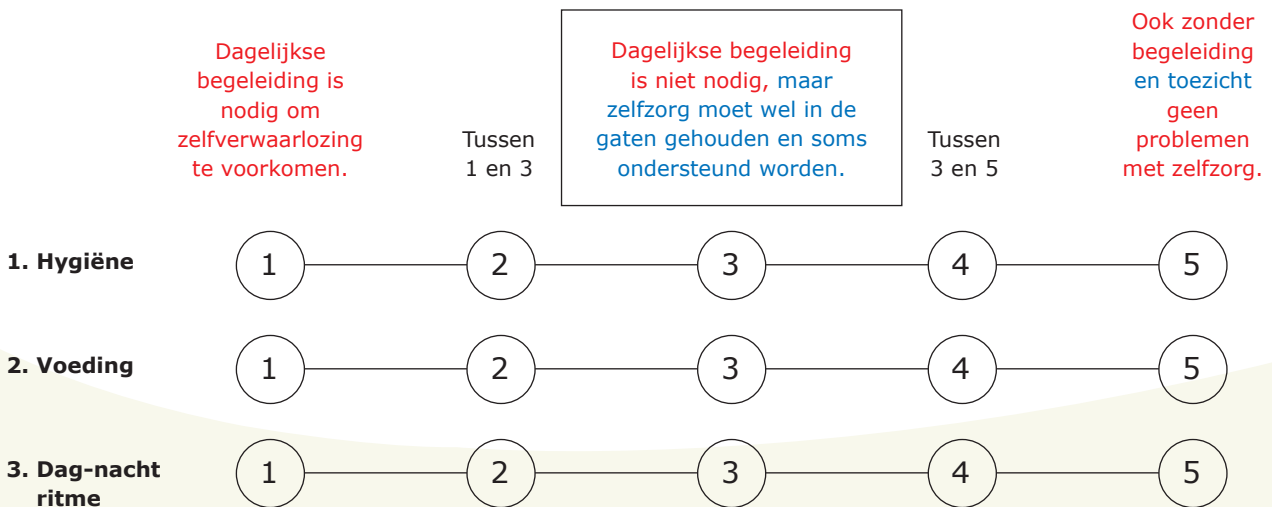 Dagelijkse
begeleiding is
nodig om
zelfverwaarlozing
te voorkomen.
Tussen
1 en 3
Dagelijkse begeleiding
is niet nodig, maar
zelfzorg moet wel in de
gaten gehouden en soms
ondersteund worden.
Tussen
3 en 5
Ook zonder
begeleiding
en toezicht
geen
problemen
met zelfzorg.
1. Hygiëne 1 2 3 4 5
2. Voeding 1 2 3 4 5
3. Dag-nacht 1 2 3 4 5
ritme